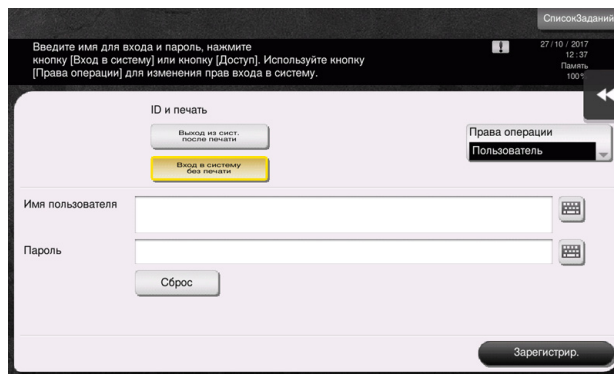 СписокЗаданий
Введите имя для входа и пароль, нажмите
кнопку [Вход в систему] или кнопку [Доступ]. Используйте кнопку
[Права операции] для изменения прав входа в систему.
27/10 / 2017
12:37
Память
100%
ID и печать
Выход из сист.
после печати
Права операции
Пользователь
Вход в систему
без печати
Имя пользователя
Пароль
Сброс
Зарегистрир.